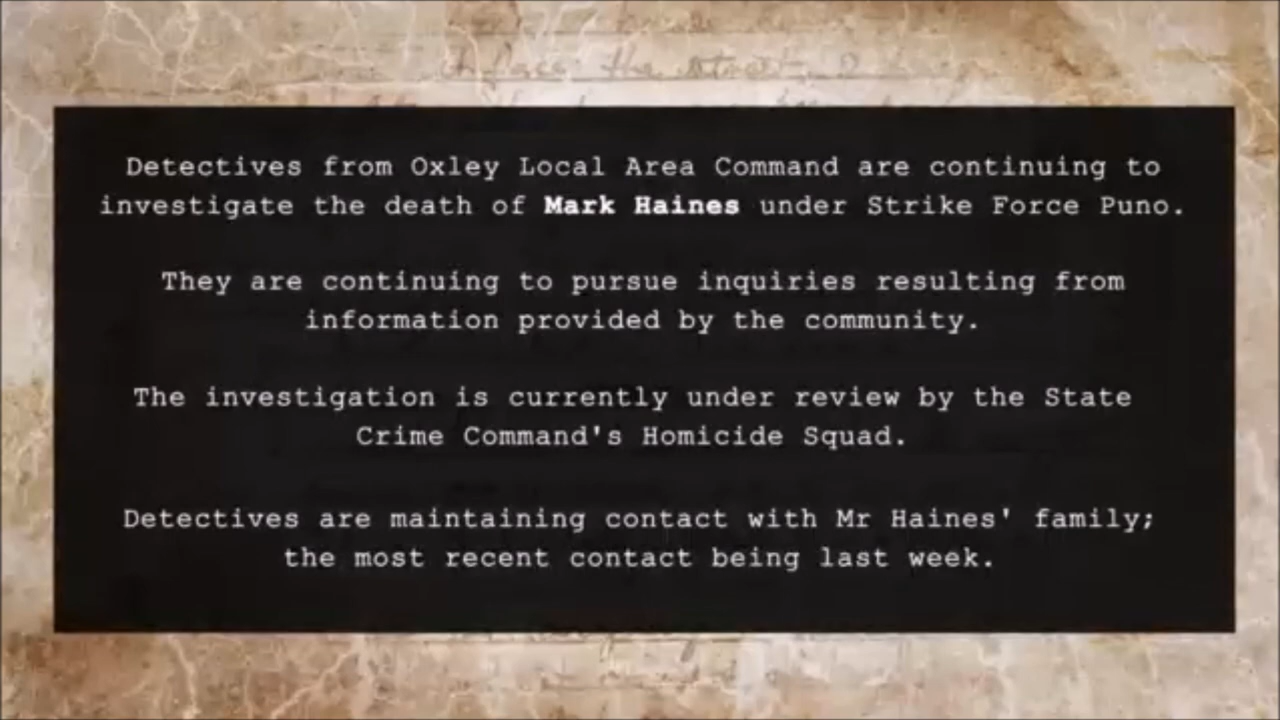 Detectives from Oxley Local Area Command are continuing to
investigate the death of Mark Haines under Strike Force Puno.
They are continuing to pursue inquiries resulting from
information provided by the community.
The investigation is currently under review by the State
Crime Command's Homicide Squad.
Detectives are maintaining contact with Mr Haines' family;
the most recent contact being last week.